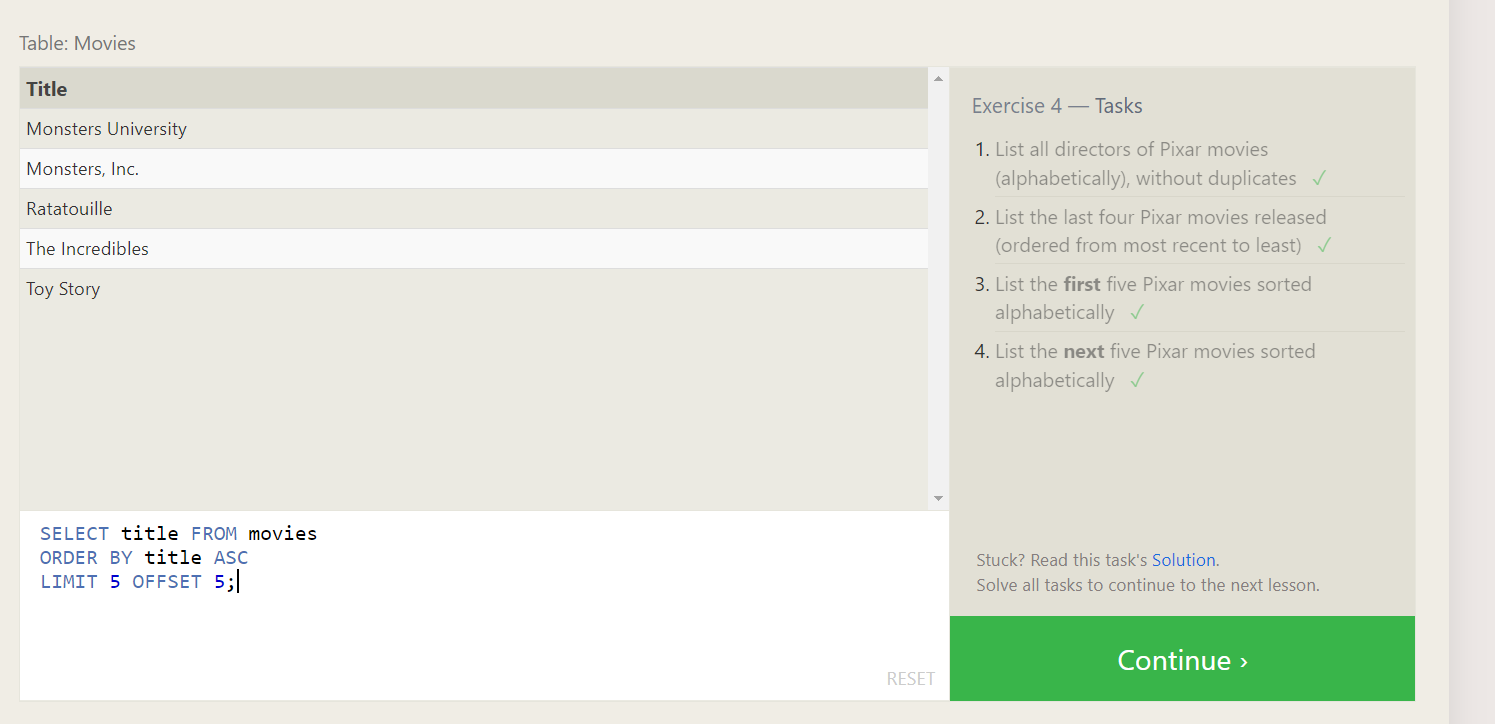 Table: Movies
Title
Monsters University
Monsters, Inc.
Ratatouille
The Incredibles
Toy Story
SELECT title FROM movies
ORDER BY title ASC
LIMIT 5 OFFSET 5;
RESET
Exercise 4 — Tasks
1. List all directors of Pixar movies
(alphabetically), without duplicates ✓
2. List the last four Pixar movies released
(ordered from most recent to least) ✓
3. List the first five Pixar movies sorted
alphabetically ✓
4. List the next five Pixar movies sorted
alphabetically ✓
Stuck? Read this task's Solution.
Solve all tasks to continue to the next lesson.
Continue ›